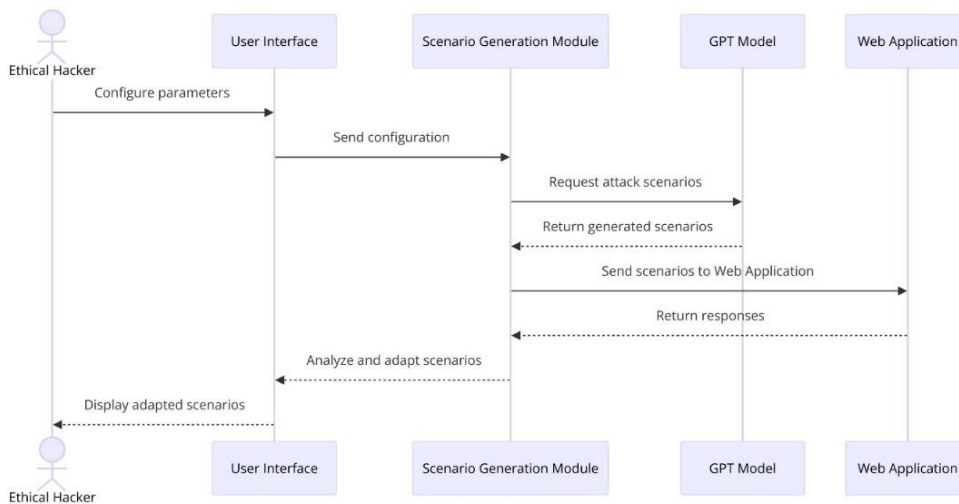 User Interface
Scenario Generation Module
GPT Model
Web Application
Ethical Hacker
Configure parameters
Send configuration
Request attack scenarios
Return generated scenarios
Send scenarios to Web Application
Return responses
Analyze and adapt scenarios
Display adapted scenarios
User Interface
Scenario Generation Module
GPT Model
Web Application
Ethical Hacker